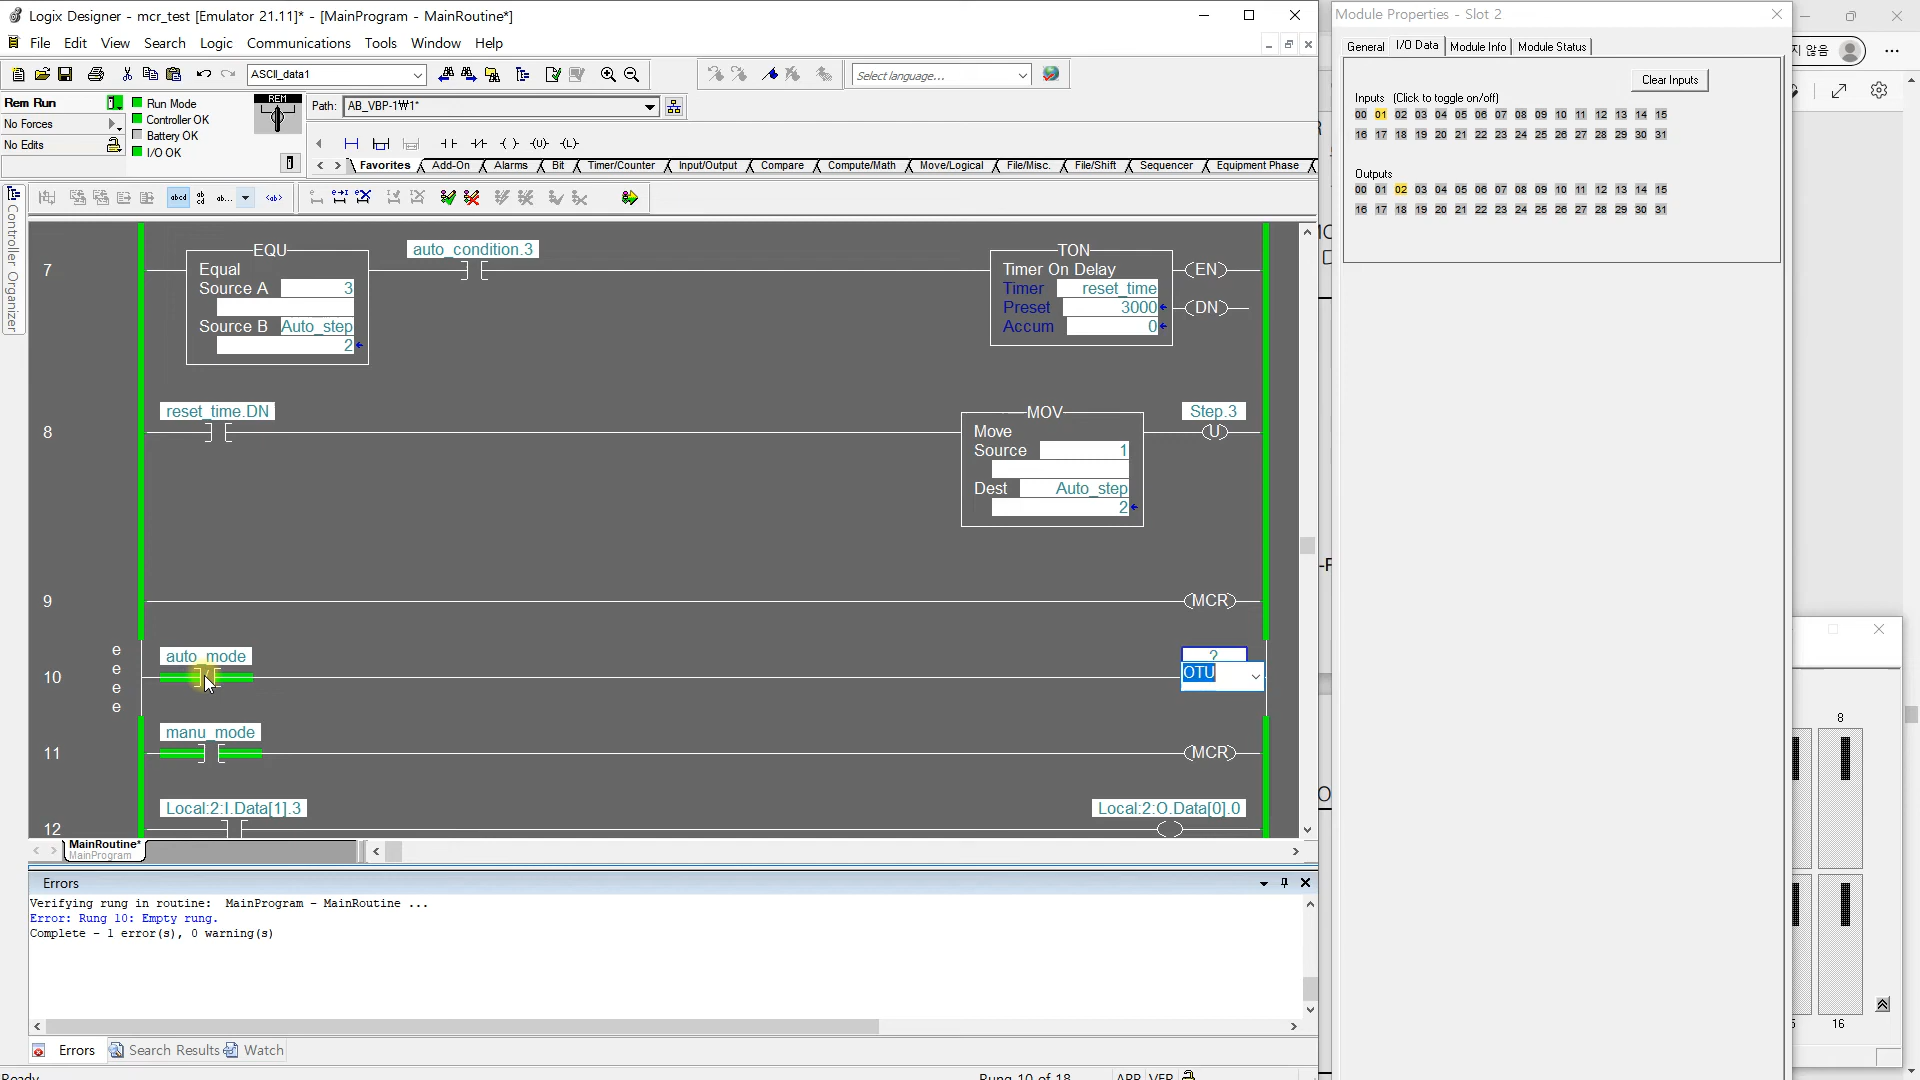 Logix Designer - mcr_test [Emulator 21.11]* - [MainProgram - MainRoutine*]
File Edit View Search Logic Communications Tools Window Help
ASCII_data1
Select language...
Rem Run
No Forces
No Edits
Run Mode
Controller OK
Battery OK
I/O OK
REM
Path: AB_VBP-1₩1*
Favorites Add-On Alarms Bit Timer/Counter Input/Output Compare Compute/Math Move/Logical File/Misc. File/Shift Sequencer Equipment Phase
Controller Organizer
7
EQU
Equal
Source A 3
Source B Auto_step
2
auto_condition.3
TON
Timer On Delay
Timer reset_time
Preset 3000
Accum 0
EN
DN
8
reset_time.DN
MOV
Move
Source 1
Dest Auto_step
2
Step.3
U
9
MCR
10
e
e
e
e
auto_mode
?
OTU
11
manu_mode
MCR
12
Local:2:I.Data[1].3
Local:2:O.Data[0].0
MainRoutine*
MainProgram
Errors
Verifying rung in routine: MainProgram - MainRoutine ...
Error: Rung 10: Empty rung.
Complete - 1 error(s), 0 warning(s)
Errors Search Results Watch
Ready
Rung 10 of 18
APP VER
Module Properties - Slot 2
General I/O Data Module Info Module Status
Clear Inputs
Inputs (Click to toggle on/off)
00 01 02 03 04 05 06 07 08 09 10 11 12 13 14 15
16 17 18 19 20 21 22 23 24 25 26 27 28 29 30 31
Outputs
00 01 02 03 04 05 06 07 08 09 10 11 12 13 14 15
16 17 18 19 20 21 22 23 24 25 26 27 28 29 30 31
지 않음
8
16